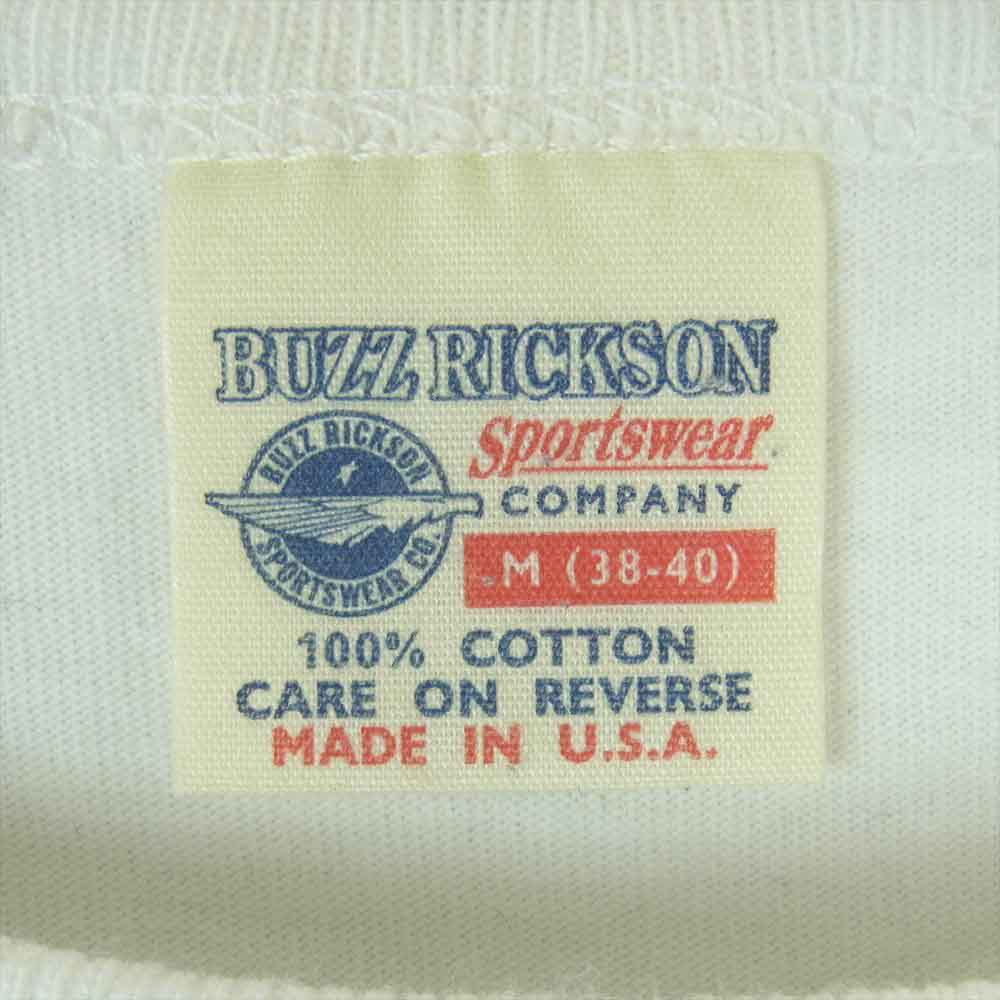 BUZZ RICKSON
BUZZ RICKSON
SPORTSWEAR CO.
Sportswear
COMPANY
M (38-40)
100% COTTON
CARE ON REVERSE
MADE IN U.S.A.